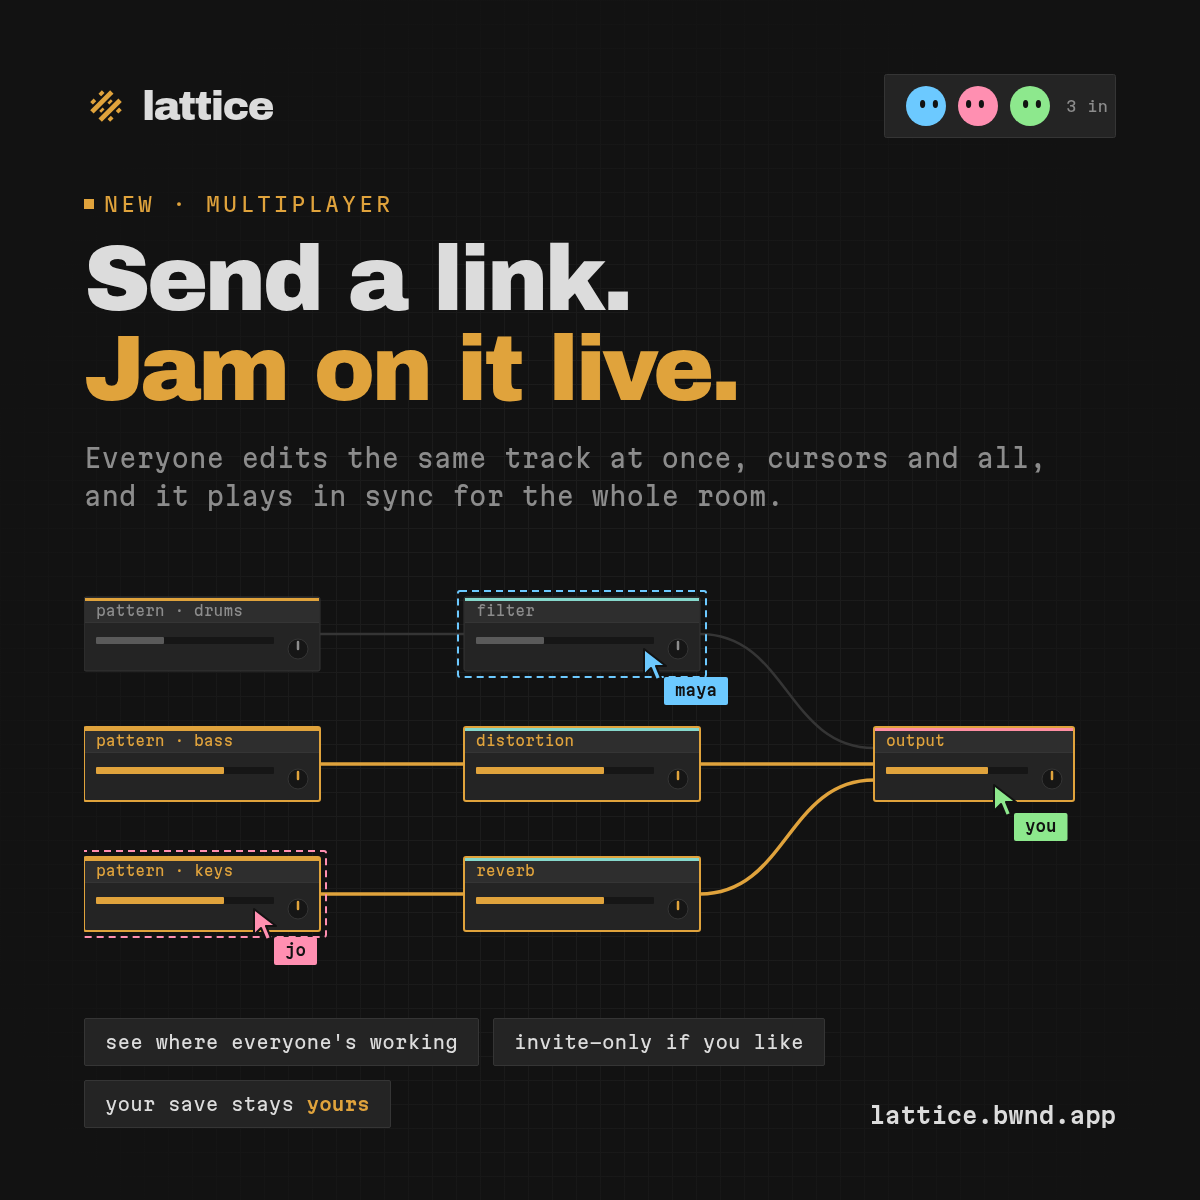 lattice
3 in
NEW · MULTIPLAYER
Send a link.
Jam on it live.
Everyone edits the same track at once, cursors and all,
and it plays in sync for the whole room.
pattern · drums
filter
maya
pattern · bass
distortion
output
you
pattern · keys
reverb
jo
see where everyone's working
invite—only if you like
your save stays yours
lattice.bwnd.app